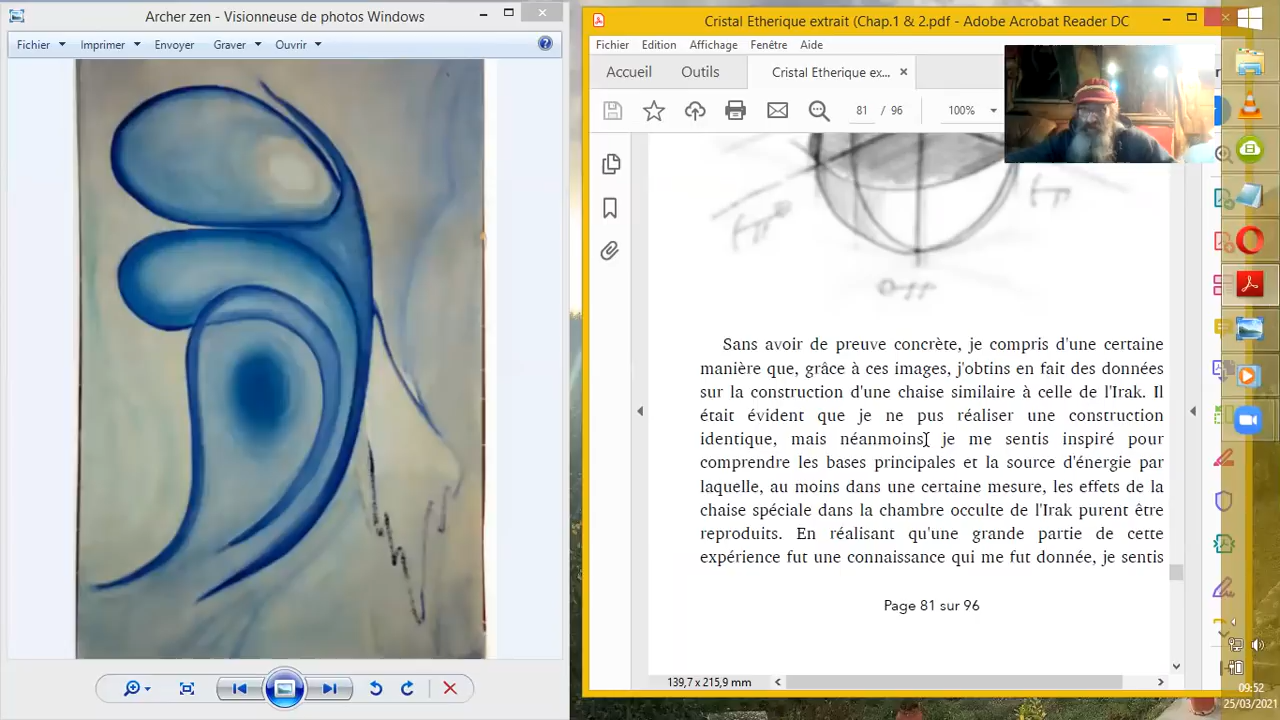 Archer zen - Visionneuse de photos Windows
Fichier Imprimer Envoyer Graver Ouvrir
Cristal Etherique extrait (Chap.1 & 2.pdf - Adobe Acrobat Reader DC
Fichier Edition Affichage Fenêtre Aide
Accueil Outils Cristal Etherique ex...
81 / 96 100%
Sans avoir de preuve concrète, je compris d'une certaine
manière que, grâce à ces images, j'obtins en fait des données
sur la construction d'une chaise similaire à celle de l'Irak. Il
était évident que je ne pus réaliser une construction
identique, mais néanmoins je me sentis inspiré pour
comprendre les bases principales et la source d'énergie par
laquelle, au moins dans une certaine mesure, les effets de la
chaise spéciale dans la chambre occulte de l'Irak purent être
reproduits. En réalisant qu'une grande partie de cette
expérience fut une connaissance qui me fut donnée, je sentis
Page 81 sur 96
139,7 x 215,9 mm
09:52
25/03/2021